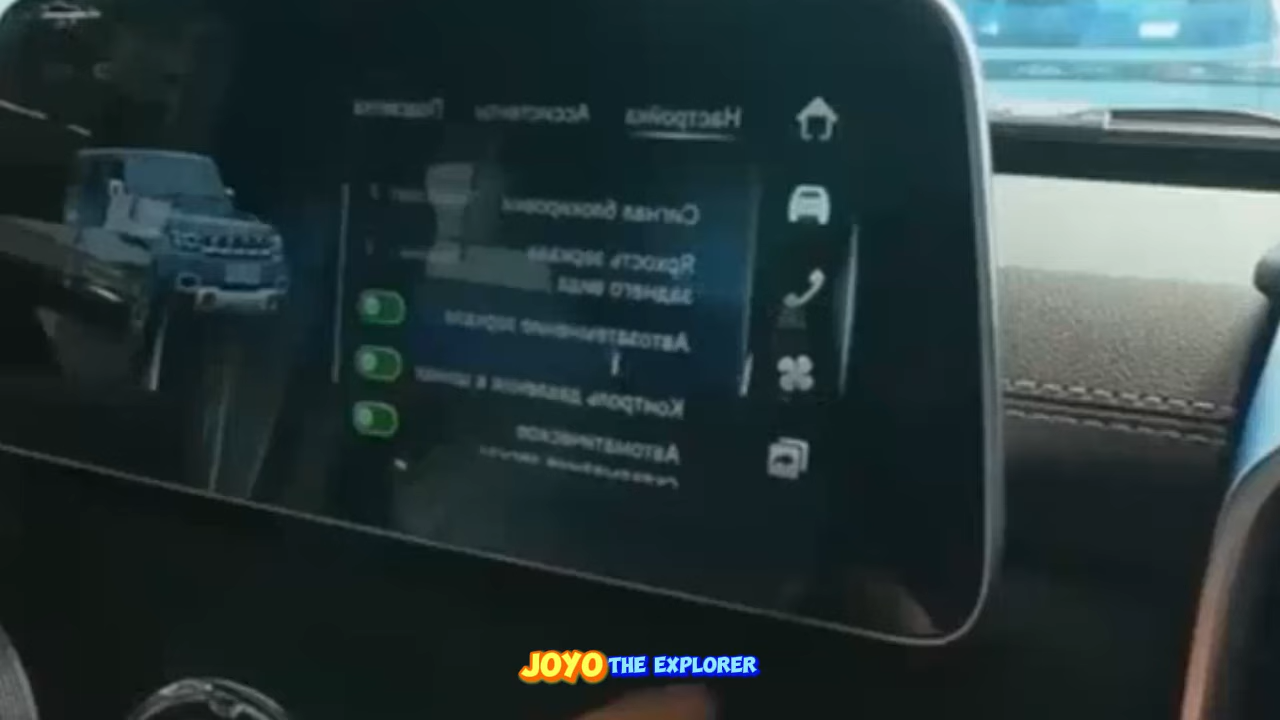 Настройка Ассистенты Подсветка
Сигнал блокировки
Яркость зеркала
заднего вида
Автозатемнение зеркала
Контроль давления в шинах
Автоматическое
JOYO THE EXPLORER